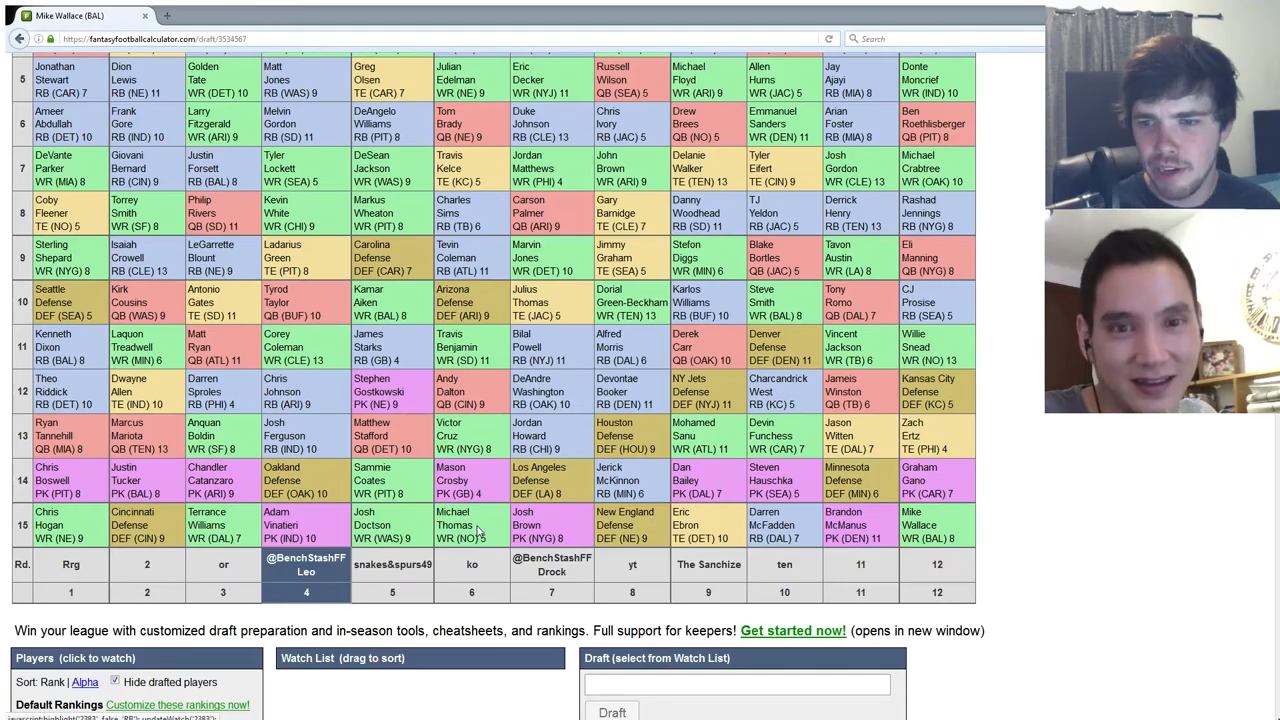 Mike Wallace (BAL)
https://fantasyfootballcalculator.com/draft/3534567
Search
5
Jonathan Stewart RB (CAR) 7
Dion Lewis RB (NE) 11
Golden Tate WR (DET) 10
Matt Jones RB (WAS) 9
Greg Olsen TE (CAR) 7
Julian Edelman WR (NE) 9
Eric Decker WR (NYJ) 11
Russell Wilson QB (SEA) 5
Michael Floyd WR (ARI) 9
Allen Hurns WR (JAC) 5
Jay Ajayi RB (MIA) 8
Donte Moncrief WR (IND) 10
6
Ameer Abdullah RB (DET) 10
Frank Gore RB (IND) 10
Larry Fitzgerald WR (ARI) 9
Melvin Gordon RB (SD) 11
DeAngelo Williams RB (PIT) 8
Tom Brady QB (NE) 9
Duke Johnson RB (CLE) 13
Chris Ivory RB (JAC) 5
Drew Brees QB (NO) 5
Emmanuel Sanders WR (DEN) 11
Arian Foster RB (MIA) 8
Ben Roethlisberger QB (PIT) 8
7
DeVante Parker WR (MIA) 8
Giovani Bernard RB (CIN) 9
Justin Forsett RB (BAL) 8
Tyler Lockett WR (SEA) 5
DeSean Jackson WR (WAS) 9
Travis Kelce TE (KC) 5
Jordan Matthews WR (PHI) 4
John Brown WR (ARI) 9
Delanie Walker TE (TEN) 13
Tyler Eifert TE (CIN) 9
Josh Gordon WR (CLE) 13
Michael Crabtree WR (OAK) 10
8
Coby Fleener TE (NO) 5
Torrey Smith WR (SF) 8
Philip Rivers QB (SD) 11
Kevin White WR (CHI) 9
Markus Wheaton WR (PIT) 8
Charles Sims RB (TB) 6
Carson Palmer QB (ARI) 9
Gary Barnidge TE (CLE) 7
Danny Woodhead RB (SD) 11
TJ Yeldon RB (JAC) 5
Derrick Henry RB (TEN) 13
Rashad Jennings RB (NYG) 8
9
Sterling Shepard WR (NYG) 8
Isaiah Crowell RB (CLE) 13
LeGarrette Blount RB (NE) 9
Ladarius Green TE (PIT) 8
Carolina Defense DEF (CAR) 7
Tevin Coleman RB (ATL) 11
Marvin Jones WR (DET) 10
Jimmy Graham TE (SEA) 5
Stefon Diggs WR (MIN) 6
Blake Bortles QB (JAC) 5
Tavon Austin WR (LA) 8
Eli Manning QB (NYG) 8
10
Seattle Defense DEF (SEA) 5
Kirk Cousins QB (WAS) 9
Antonio Gates TE (SD) 11
Tyrod Taylor QB (BUF) 10
Kamar Aiken WR (BAL) 8
Arizona Defense DEF (ARI) 9
Julius Thomas TE (JAC) 5
Dorial Green-Beckham WR (TEN) 13
Karlos Williams RB (BUF) 10
Steve Smith WR (BAL) 8
Tony Romo QB (DAL) 7
CJ Prosise RB (SEA) 5
11
Kenneth Dixon RB (BAL) 8
Laquon Treadwell WR (MIN) 6
Matt Ryan QB (ATL) 11
Corey Coleman WR (CLE) 13
James Starks RB (GB) 4
Travis Benjamin WR (SD) 11
Bilal Powell RB (NYJ) 11
Alfred Morris RB (DAL) 6
Derek Carr QB (OAK) 10
Denver Defense DEF (DEN) 11
Vincent Jackson WR (TB) 6
Willie Snead WR (NO) 13
12
Theo Riddick RB (DET) 10
Dwayne Allen TE (IND) 10
Darren Sproles RB (PHI) 4
Chris Johnson RB (ARI) 9
Stephen Gostkowski PK (NE) 9
Andy Dalton QB (CIN) 9
DeAndre Washington RB (OAK) 10
Devontae Booker RB (DEN) 11
NY Jets Defense DEF (NYJ) 11
Charcandrick West RB (KC) 5
Jameis Winston QB (TB) 6
Kansas City Defense DEF (KC) 5
13
Ryan Tannehill QB (MIA) 8
Marcus Mariota QB (TEN) 13
Anquan Boldin WR (SF) 8
Josh Ferguson RB (IND) 10
Matthew Stafford QB (DET) 10
Victor Cruz WR (NYG) 8
Jordan Howard RB (CHI) 9
Houston Defense DEF (HOU) 9
Mohamed Sanu WR (ATL) 11
Devin Funchess WR (CAR) 7
Jason Witten TE (DAL) 7
Zach Ertz TE (PHI) 4
14
Chris Boswell PK (PIT) 8
Justin Tucker PK (BAL) 8
Chandler Catanzaro PK (ARI) 9
Oakland Defense DEF (OAK) 10
Sammie Coates WR (PIT) 8
Mason Crosby PK (GB) 4
Los Angeles Defense DEF (LA) 8
Jerick McKinnon RB (MIN) 6
Dan Bailey PK (DAL) 7
Steven Hauschka PK (SEA) 5
Minnesota Defense DEF (MIN) 6
Graham Gano PK (CAR) 7
15
Chris Hogan WR (NE) 9
Cincinnati Defense DEF (CIN) 9
Terrance Williams WR (DAL) 7
Adam Vinatieri PK (IND) 10
Josh Doctson WR (WAS) 9
Michael Thomas WR (NO) 5
Josh Brown PK (NYG) 8
New England Defense DEF (NE) 9
Eric Ebron TE (DET) 10
Darren McFadden RB (DAL) 7
Brandon McManus PK (DEN) 11
Mike Wallace WR (BAL) 8
Rd. Rrg 2 or @BenchStashFF Leo snakes&spurs49 ko @BenchStashFF Drock yt The Sanchize ten 11 12
1 2 3 4 5 6 7 8 9 10 11 12
Win your league with customized draft preparation and in-season tools, cheatsheets, and rankings. Full support for keepers! Get started now! (opens in new window)
Players (click to watch)
Watch List (drag to sort)
Draft (select from Watch List)
Sort: Rank | Alpha
Hide drafted players
Default Rankings Customize these rankings now!
Draft
javascript:highlight('2383', false, 'RB'); updateWatch('2383');